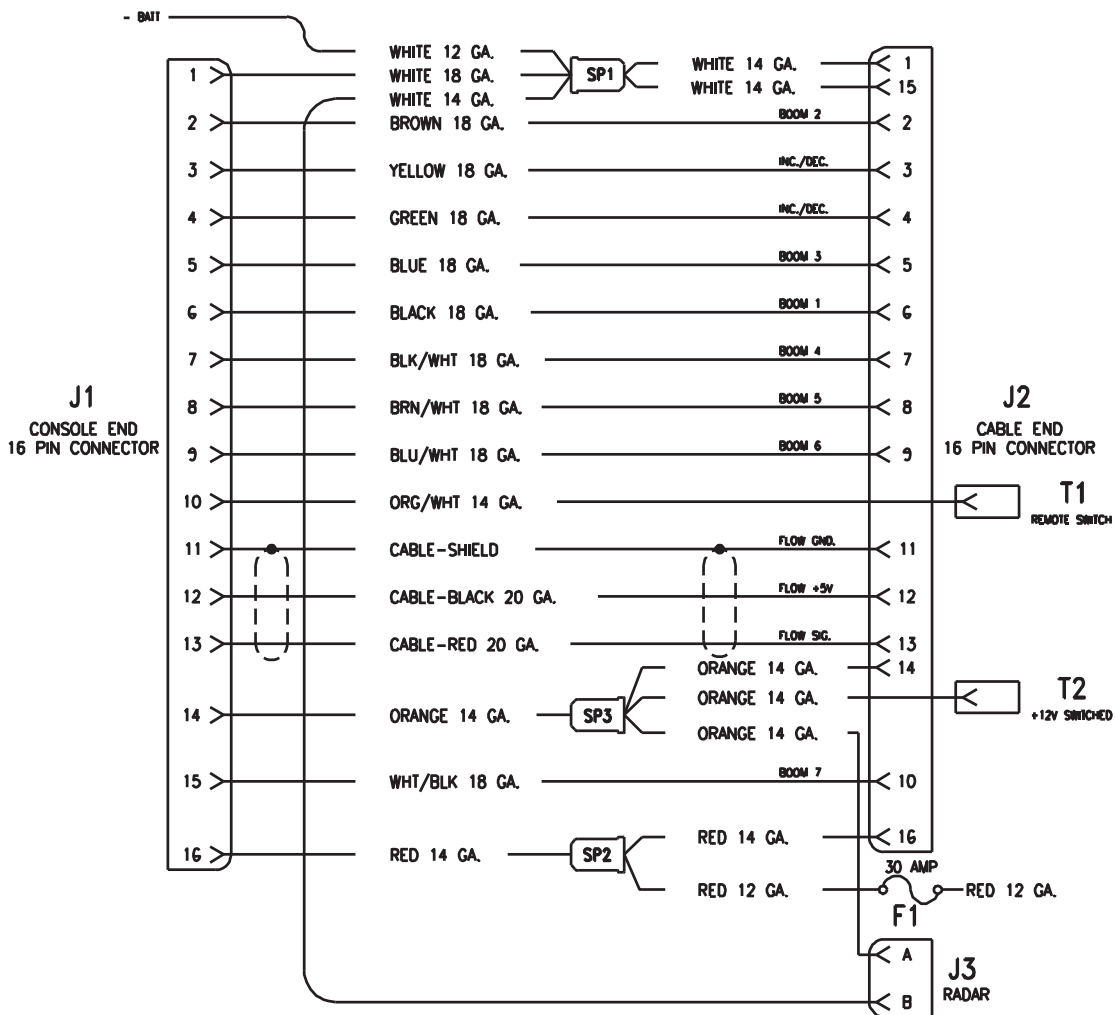 - BATT
WHITE 12 GA.
1 WHITE 18 GA. SP1 WHITE 14 GA. 1
WHITE 14 GA. WHITE 14 GA. 15
2 BROWN 18 GA. BOOM 2 2
3 YELLOW 18 GA. INC./DEC. 3
4 GREEN 18 GA. INC./DEC. 4
5 BLUE 18 GA. BOOM 3 5
6 BLACK 18 GA. BOOM 1 6
7 BLK/WHT 18 GA. BOOM 4 7
J1
CONSOLE END
16 PIN CONNECTOR
8 BRN/WHT 18 GA. BOOM 5 8
J2
CABLE END
16 PIN CONNECTOR
9 BLU/WHT 18 GA. BOOM 6 9
10 ORG/WHT 14 GA. T1
REMOTE SWITCH
11 CABLE-SHIELD FLOW GND. 11
12 CABLE-BLACK 20 GA. FLOW +5V 12
13 CABLE-RED 20 GA. FLOW SIG. 13
ORANGE 14 GA. 14
ORANGE 14 GA. T2
+12V SWITCHED
14 ORANGE 14 GA. SP3
ORANGE 14 GA.
15 WHT/BLK 18 GA. BOOM 7 10
RED 14 GA. 16
16 RED 14 GA. SP2
30 AMP
RED 12 GA. RED 12 GA.
F1
A
J3
RADAR
B